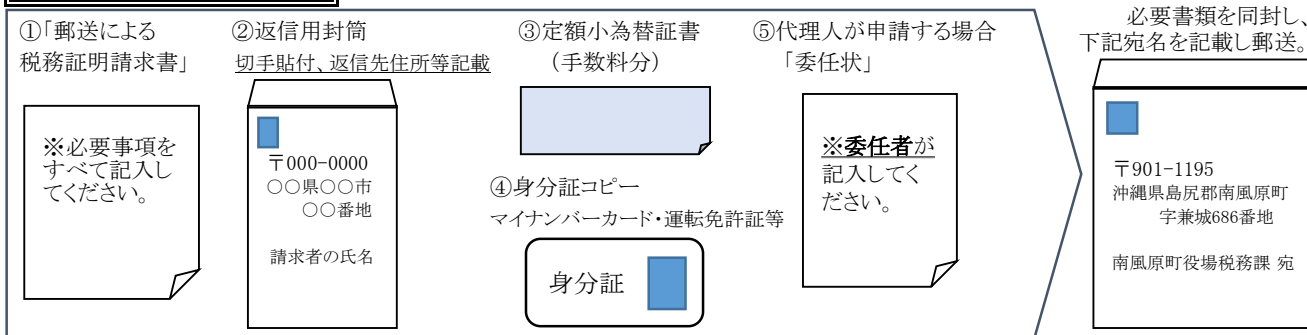 ①「郵送による
税務証明請求書」
※必要事項を
すべて記入し
てください。
②返信用封筒
切手貼付、返信先住所等記載
〒000-0000
○○県○○市
○○番地
請求者の氏名
③定額小為替証書
（手数料分）
④身分証コピー
マイナンバーカード・運転免許証等
身分証
⑤代理人が申請する場合
「委任状」
※委任者が
記入してく
ださい。
必要書類を同封し、
下記宛名を記載し郵送。
〒901-1195
沖縄県島尻郡南風原町
字兼城686番地
南風原町役場税務課 宛